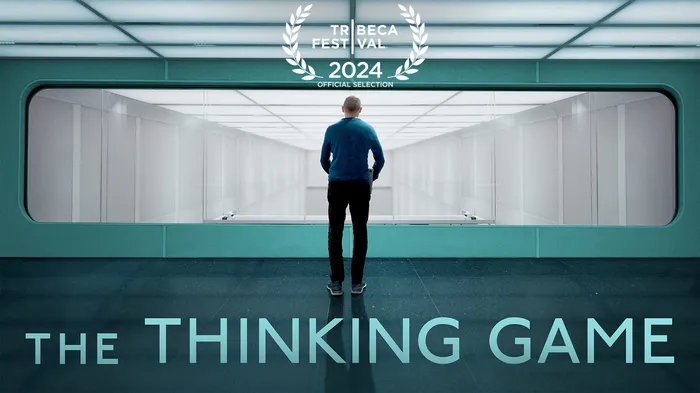 TRIBECA
FESTIVAL
2024
OFFICIAL SELECTION
THE THINKING GAME